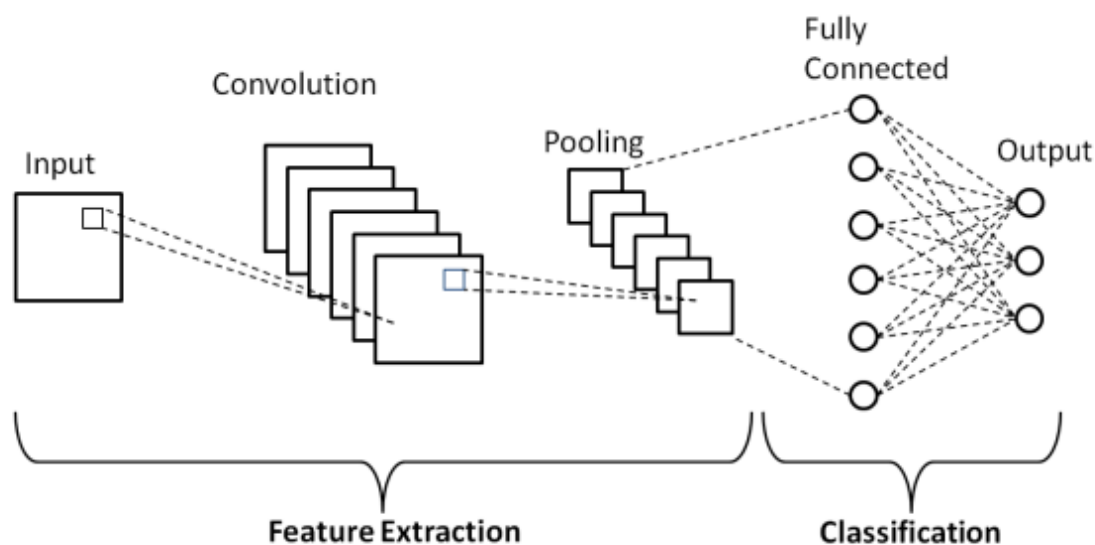 Input
Convolution
Pooling
Fully
Connected
Output
Feature Extraction
Classification